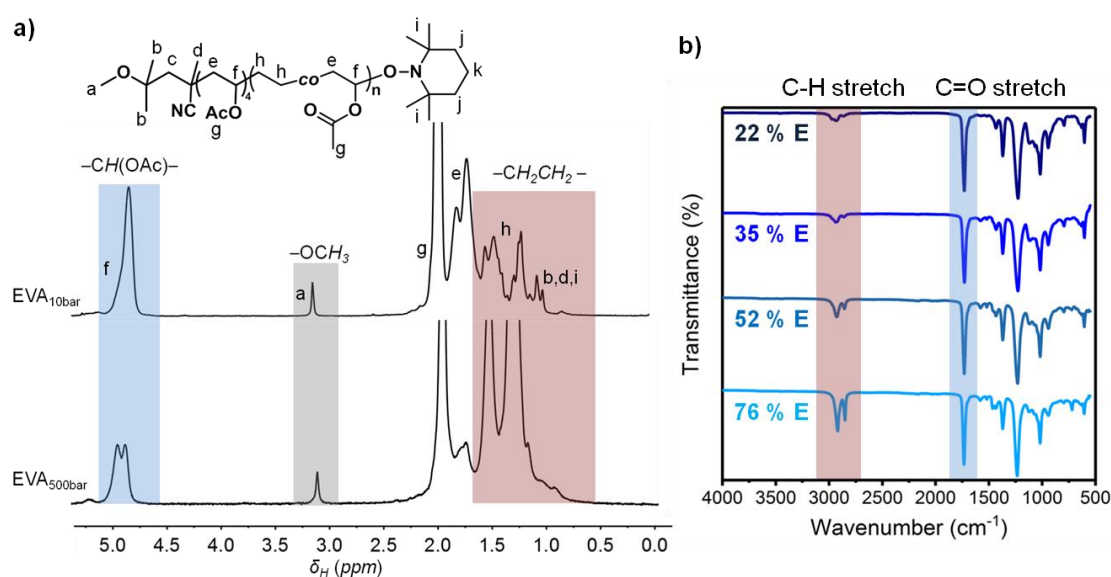 a)
b)
i
i
j
b
d
h
e
k
c
e
f
f
O
N
O
h
co
n
a
4
j
CN
AcO
O
i
i
b
g
O
g
–CH(OAc)–
–CH₂CH₂ –
e
h
–OCH₃
g
f
a
b,d,i
EVA₁₀bar
EVA₅₀₀bar
5.0 4.5 4.0 3.5 3.0 2.5 2.0 1.5 1.0 0.5 0.0
δ_H (ppm)
C-H stretch C=O stretch
22 % E
35 % E
52 % E
76 % E
Transmittance (%)
4000 3500 3000 2500 2000 1500 1000 500
Wavenumber (cm⁻¹)